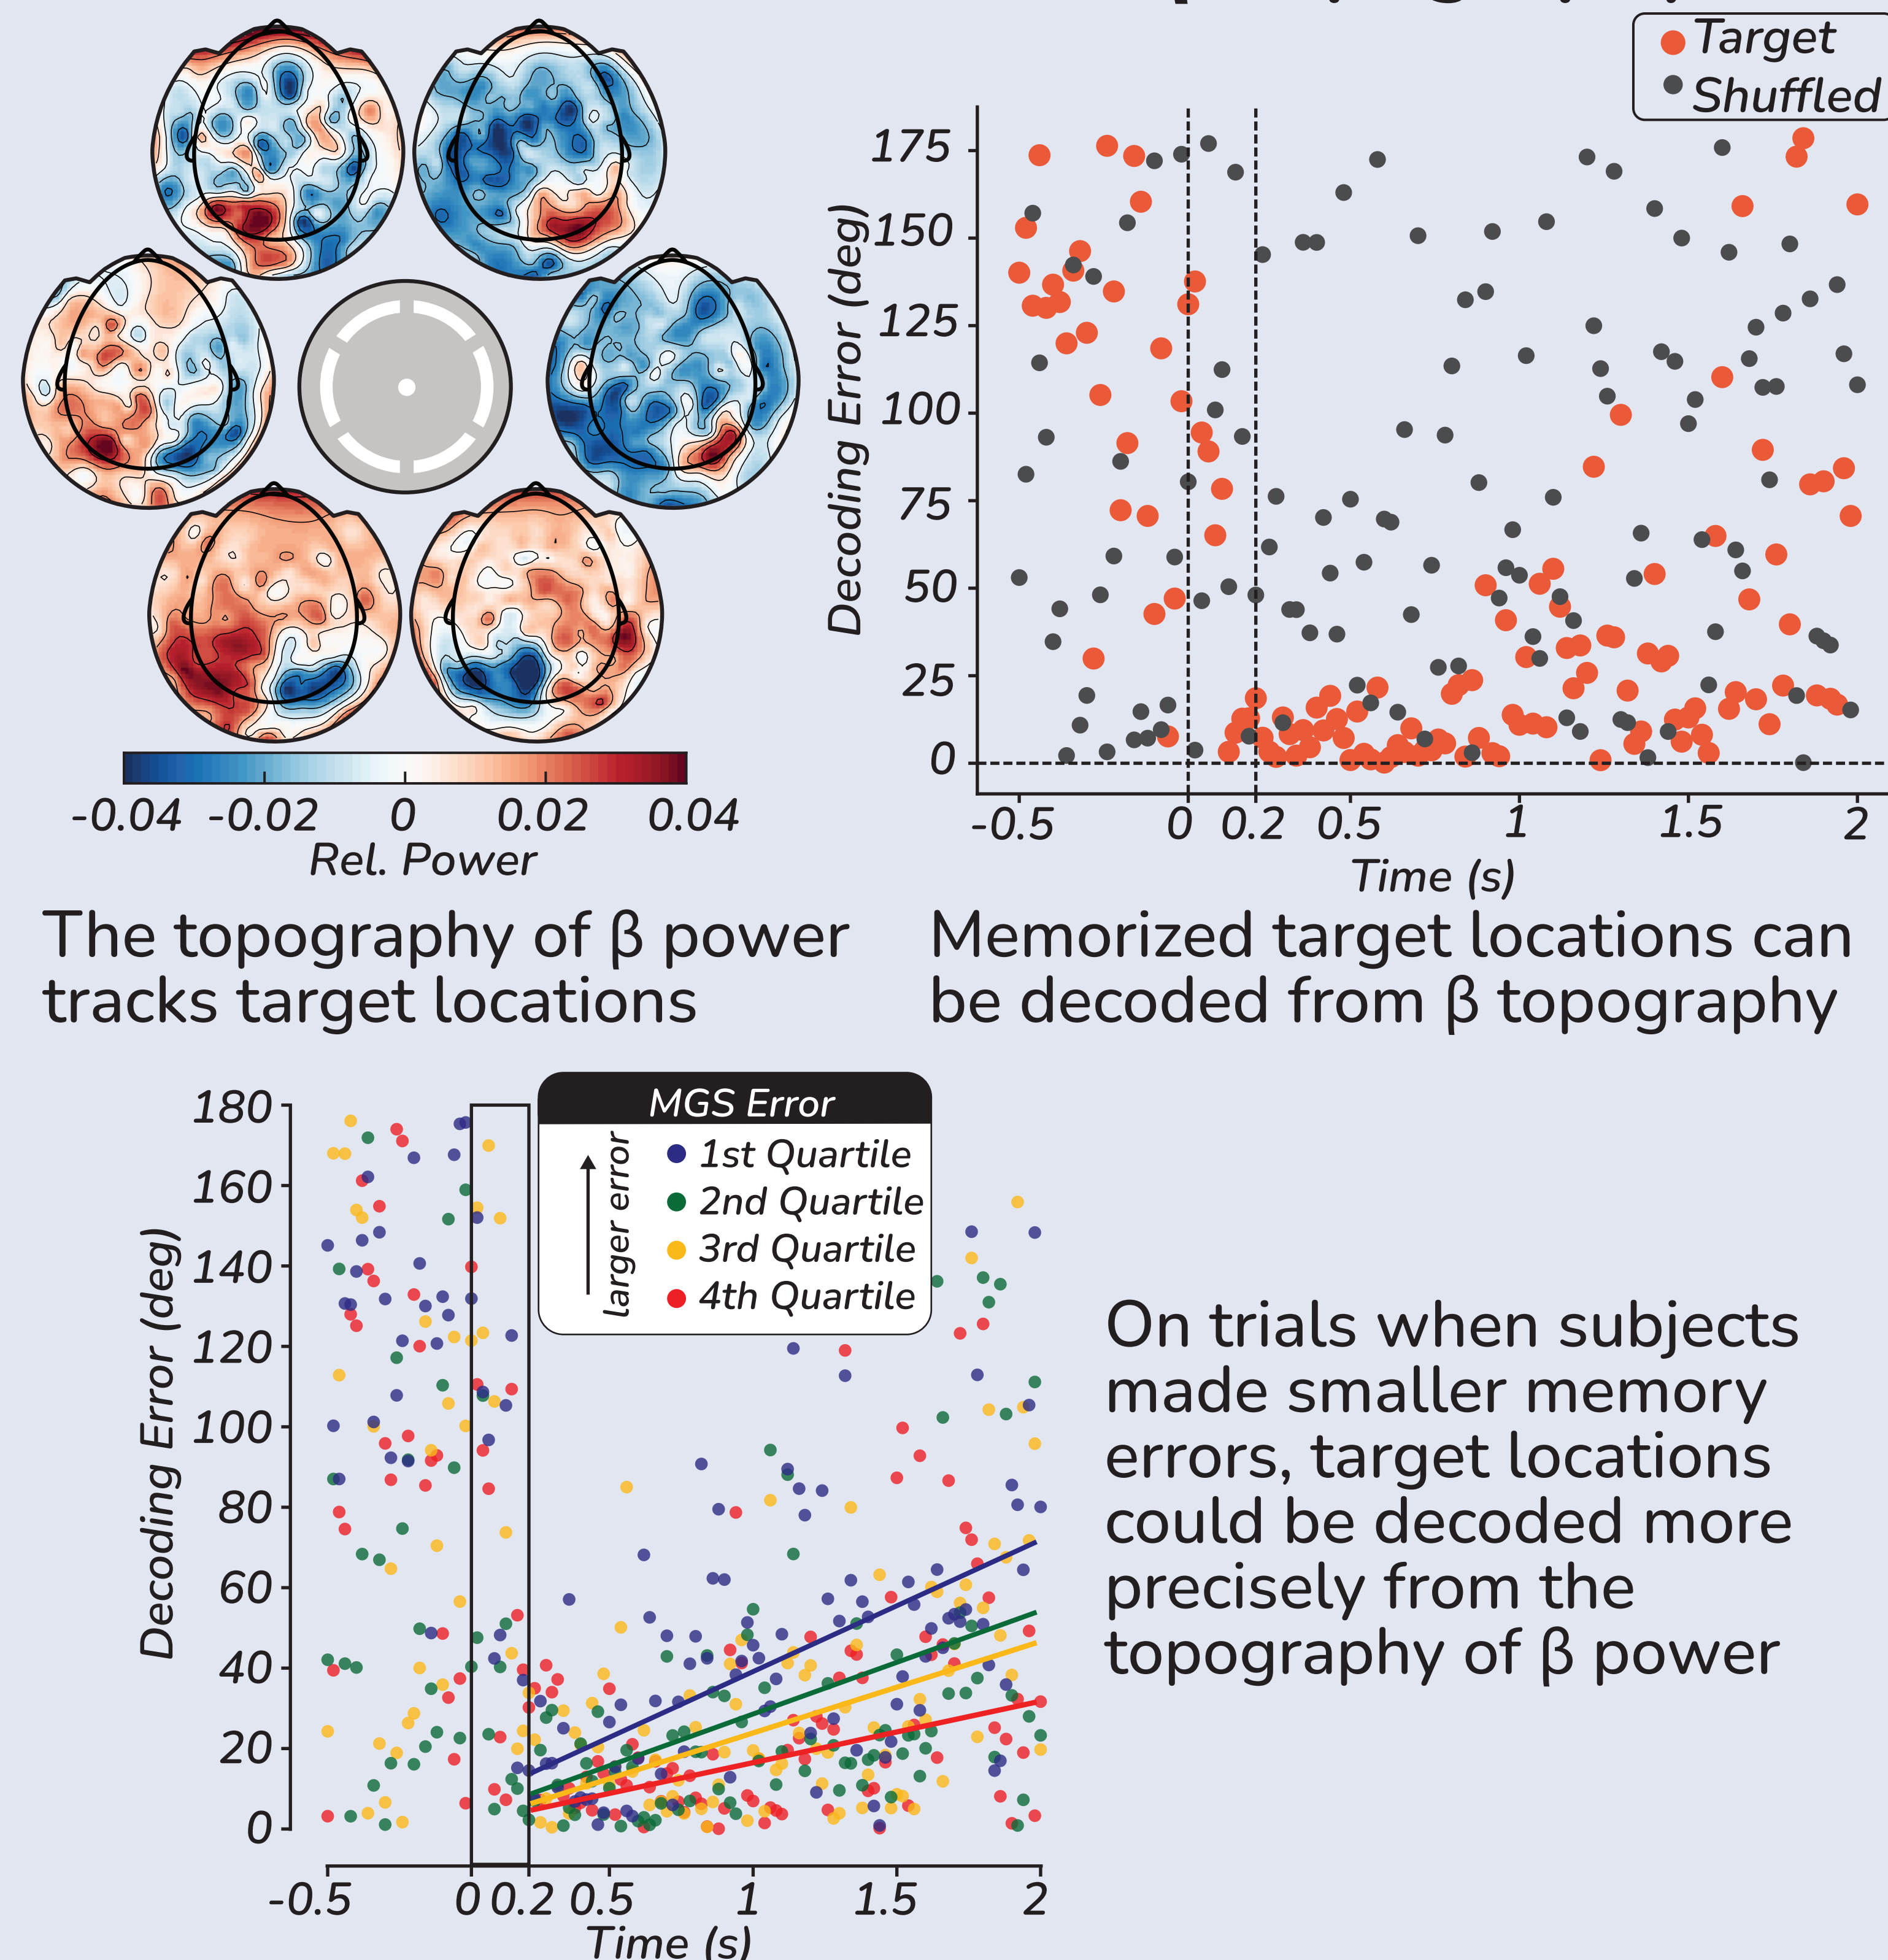 Target
Shuffled
175
150
125
100
75
50
25
0
Decoding Error (deg)
-0.5 0 0.2 0.5 1 1.5 2
Time (s)
-0.04 -0.02 0 0.02 0.04
Rel. Power
The topography of β power
tracks target locations
Memorized target locations can
be decoded from β topography
180
160
140
120
100
80
60
40
20
0
Decoding Error (deg)
MGS Error
larger error
1st Quartile
2nd Quartile
3rd Quartile
4th Quartile
-0.5 0 0.2 0.5 1 1.5 2
Time (s)
On trials when subjects
made smaller memory
errors, target locations
could be decoded more
precisely from the
topography of β power